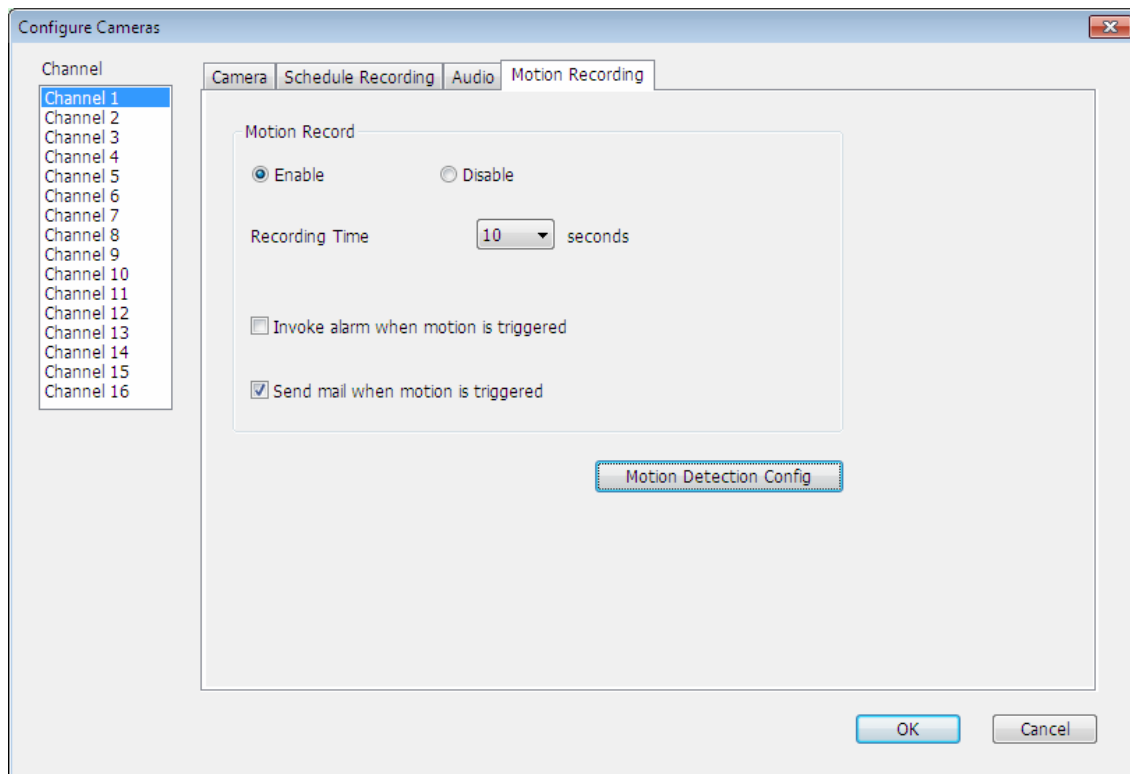 Configure Cameras
Channel
Channel 1
Channel 2
Channel 3
Channel 4
Channel 5
Channel 6
Channel 7
Channel 8
Channel 9
Channel 10
Channel 11
Channel 12
Channel 13
Channel 14
Channel 15
Channel 16
Camera Schedule Recording Audio Motion Recording
Motion Record
Enable Disable
Recording Time 10 seconds
Invoke alarm when motion is triggered
Send mail when motion is triggered
Motion Detection Config
OK Cancel